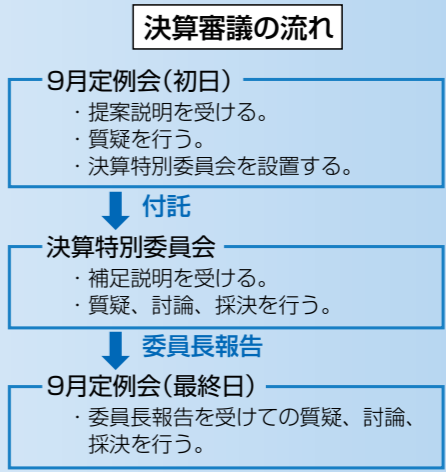 決算審議の流れ
9月定例会(初日)
・提案説明を受ける。
・質疑を行う。
・決算特別委員会を設置する。
付託
決算特別委員会
・補足説明を受ける。
・質疑、討論、採決を行う。
委員長報告
9月定例会(最終日)
・委員長報告を受けての質疑、討論、
採決を行う。